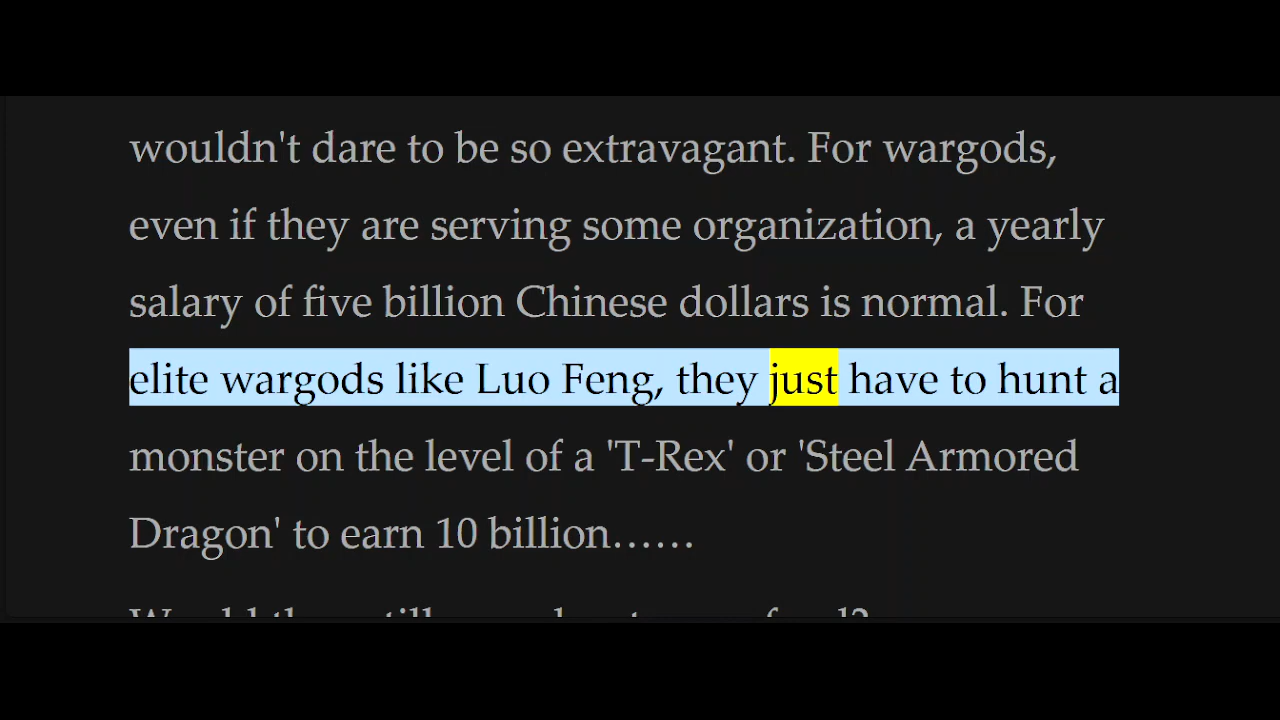 wouldn't dare to be so extravagant. For wargods,
even if they are serving some organization, a yearly
salary of five billion Chinese dollars is normal. For
elite wargods like Luo Feng, they just have to hunt a
monster on the level of a 'T-Rex' or 'Steel Armored
Dragon' to earn 10 billion......